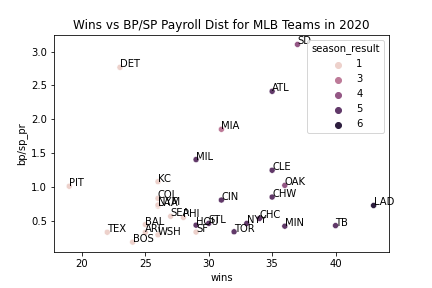 Wins vs BP/SP Payroll Dist for MLB Teams in 2020
SD
season_result
1
3
4
5
6
3.0
DET
2.5
ATL
2.0
MIA
1.5
MIL
CLE
KC
PIT
OAK
1.0
COL
CIN
CHW
LAD
SEA
PHI
CHC
0.5
BAL
STL
NYY
MIN
TB
TEX
WSH
SF
TOR
BOS
bp/sp_pr
20
25
30
35
40
wins